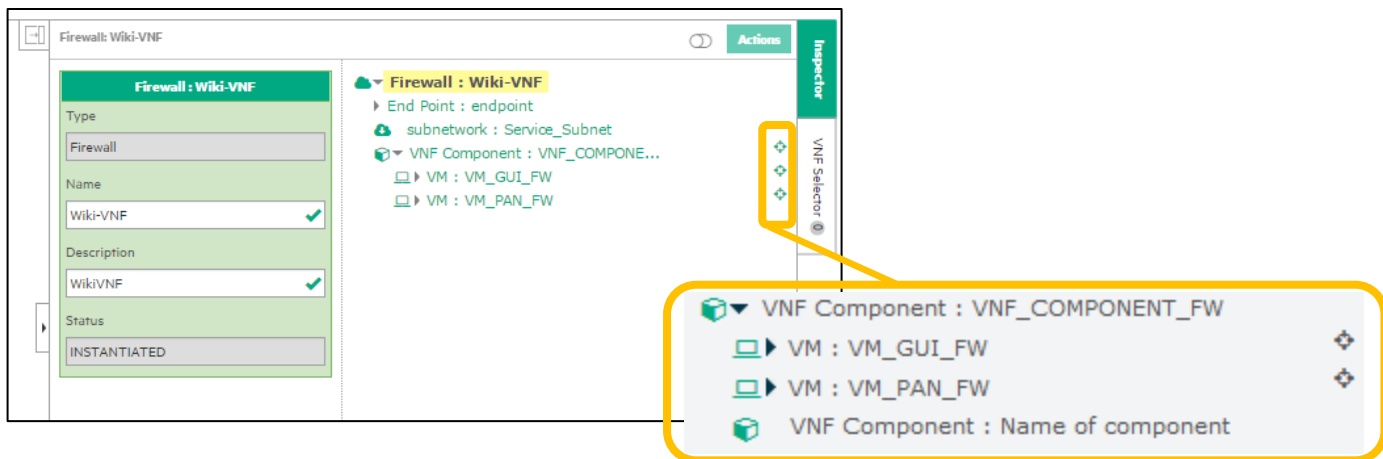 Firewall: Wiki-VNF
Actions
Inspector
VNF Selector 0
Firewall : Wiki-VNF
Type
Firewall
Name
Wiki-VNF
Description
WikiVNF
Status
INSTANTIATED
Firewall : Wiki-VNF
End Point : endpoint
subnetwork : Service_Subnet
VNF Component : VNF_COMPONE...
VM : VM_GUI_FW
VM : VM_PAN_FW
VNF Component : VNF_COMPONENT_FW
VM : VM_GUI_FW
VM : VM_PAN_FW
VNF Component : Name of component